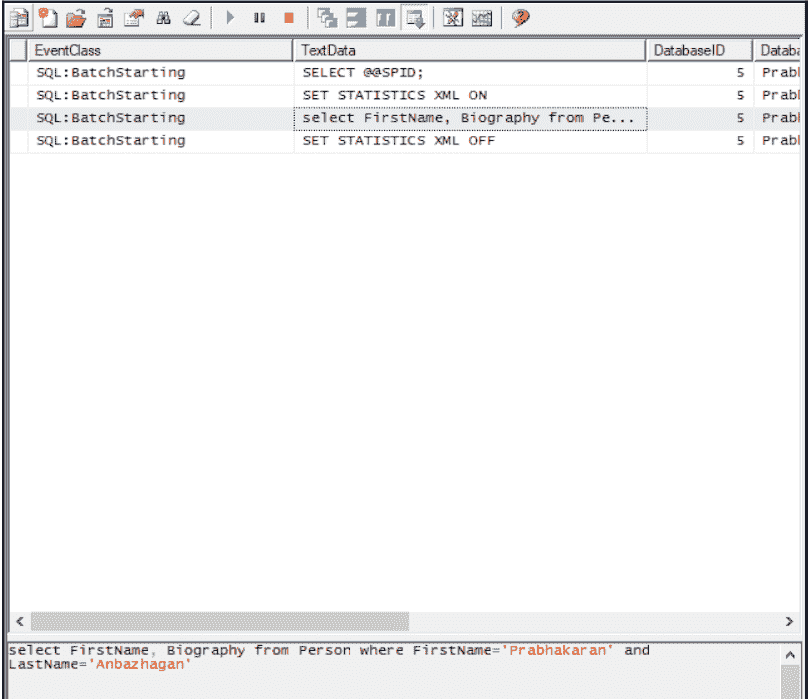 EventClass TextData DatabaseID Databa
SQL:BatchStarting SELECT @@SPID; 5 Prabl
SQL:BatchStarting SET STATISTICS XML ON 5 Prabl
SQL:BatchStarting select FirstName, Biography from Pe... 5 Prabl
SQL:BatchStarting SET STATISTICS XML OFF 5 Prabl
select FirstName, Biography from Person where FirstName='Prabhakaran' and
LastName='Anbazhagan'